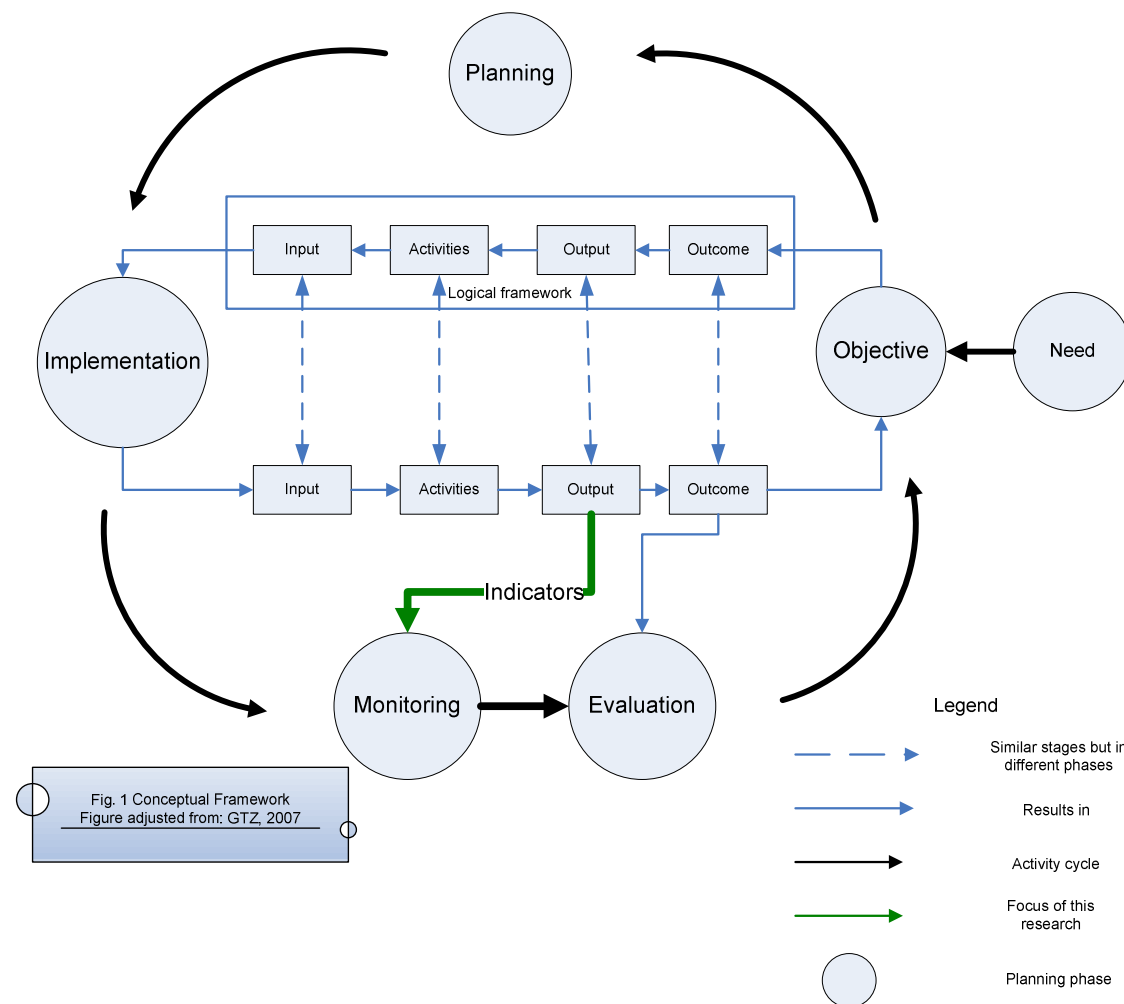 Planning
Input
Activities
Output
Outcome
Logical framework
Implementation
Objective
Need
Input
Activities
Output
Outcome
Indicators
Monitoring
Evaluation
Legend
Similar stages but in
different phases
Results in
Activity cycle
Focus of this
research
Planning phase
Fig. 1 Conceptual Framework
Figure adjusted from: GTZ, 2007